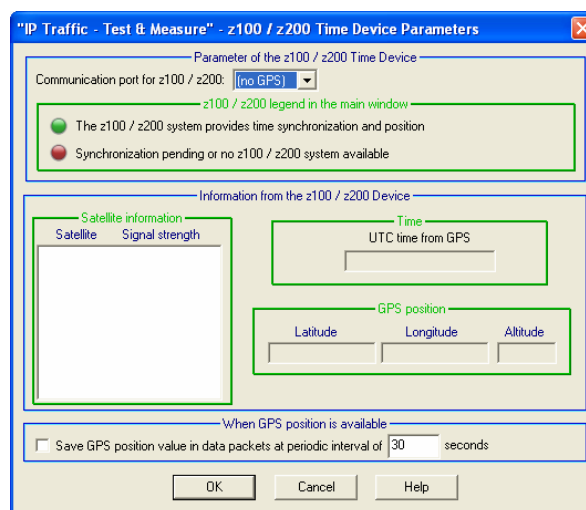 "IP Traffic - Test & Measure" - z100 / z200 Time Device Parameters
Parameter of the z100 / z200 Time Device
Communication port for z100 / z200: (no GPS)
z100 / z200 legend in the main window
The z100 / z200 system provides time synchronization and position
Synchronization pending or no z100 / z200 system available
Information from the z100 / z200 Device
Satellite information
Satellite Signal strength
Time
UTC time from GPS
GPS position
Latitude Longitude Altitude
When GPS position is available
Save GPS position value in data packets at periodic interval of 30 seconds
OK Cancel Help